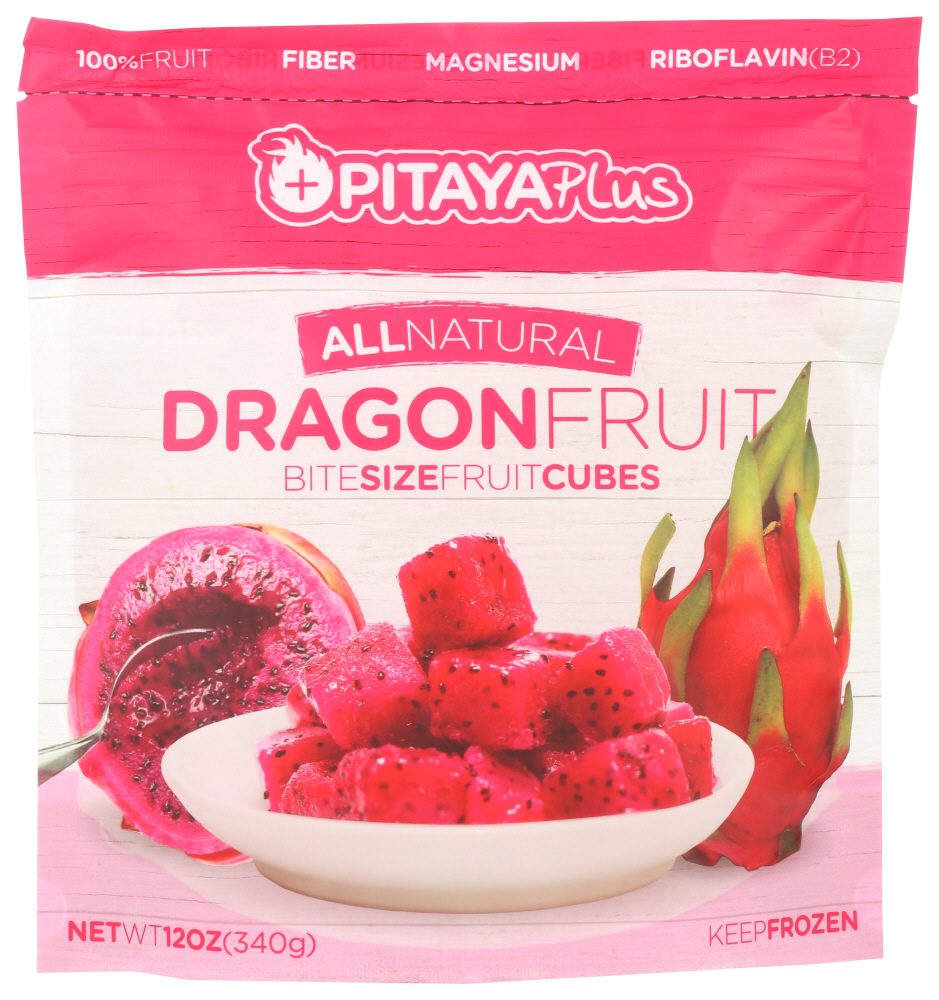 100%FRUIT FIBER MAGNESIUM RIBOFLAVIN(B2)
PITAYAPlus
ALLNATURAL
DRAGONFRUIT
BITESIZEFRUITCUBES
NETWT12OZ(340g)
KEEPFROZEN